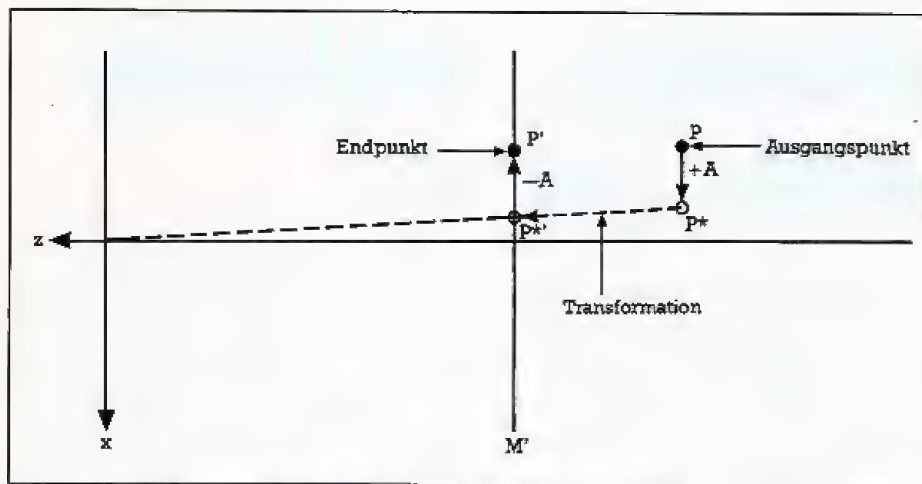 P'
P
Endpunkt
Ausgangspunkt
–A
+A
P*'
P*
z
Transformation
x
M'